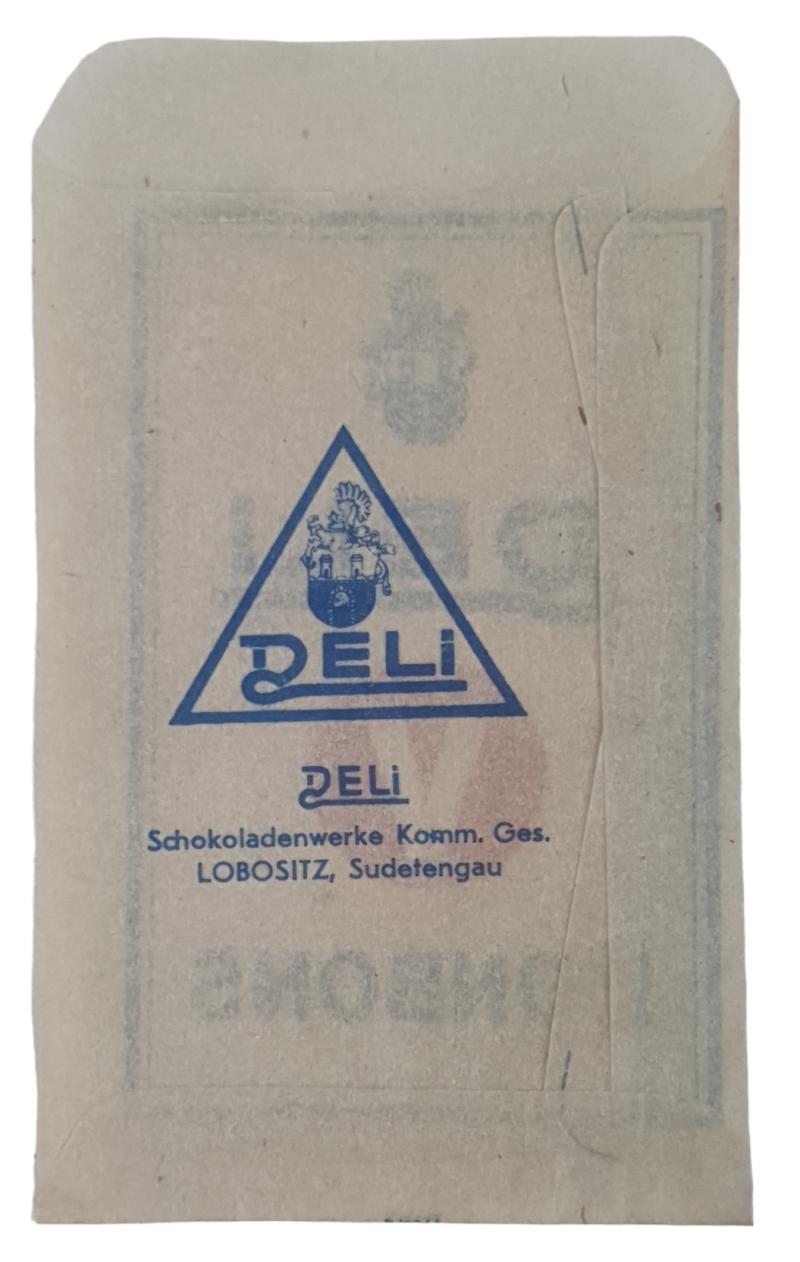 DELi
DELi
Schokoladenwerke Komm. Ges.
LOBOSITZ, Sudetengau